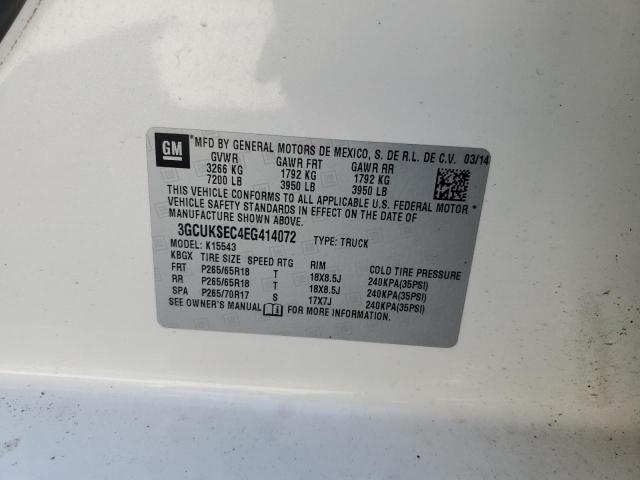 GM *MFD BY GENERAL MOTORS DE MEXICO, S. DE R.L. DE C.V. 03/14
GVWR GAWR FRT GAWR RR
3266 KG 1792 KG 1792 KG
7200 LB 3950 LB 3950 LB
THIS VEHICLE CONFORMS TO ALL APPLICABLE U.S. FEDERAL MOTOR *
VEHICLE SAFETY STANDARDS IN EFFECT ON THE DATE OF
MANUFACTURE SHOWN ABOVE.
3GCUKSEC4EG414072 TYPE: TRUCK
MODEL: K15543
KBGX TIRE SIZE SPEED RTG RIM COLD TIRE PRESSURE
FRT P265/65R18 T 18X8.5J 240KPA(35PSI)
RR P265/65R18 T 18X8.5J 240KPA(35PSI)
SPA P265/70R17 S 17X7J 240KPA(35PSI)
SEE OWNER'S MANUAL FOR MORE INFORMATION.